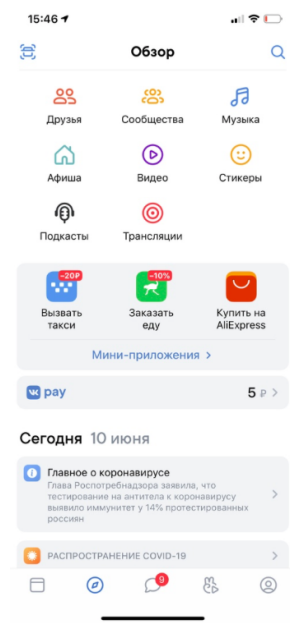 15:46
Обзор
Друзья
Сообщества
Музыка
Афиша
Видео
Стикеры
Подкасты
Трансляции
-20₽
-10%
Вызвать
такси
Заказать
еду
Купить на
AliExpress
Мини-приложения >
pay
5 ₽ >
Сегодня 10 июня
Главное о коронавирусе
Глава Роспотребнадзора заявила, что
тестирование на антитела к коронавирусу
выявило иммунитет у 14% протестированных
россиян
РАСПРОСТРАНЕНИЕ COVID-19
9